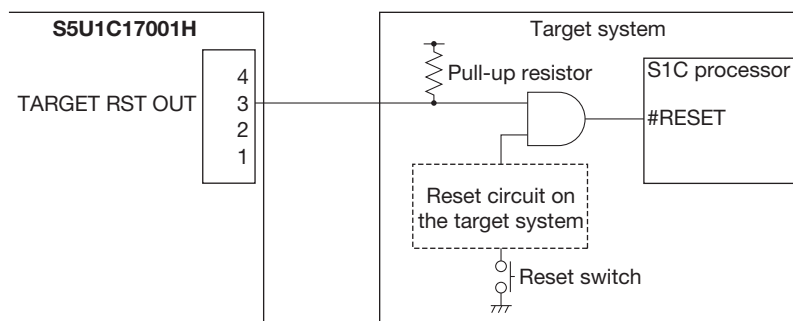 S5U1C17001H
Target system
4
TARGET RST OUT 3
2
1
Pull-up resistor
S1C processor
#RESET
Reset circuit on
the target system
Reset switch